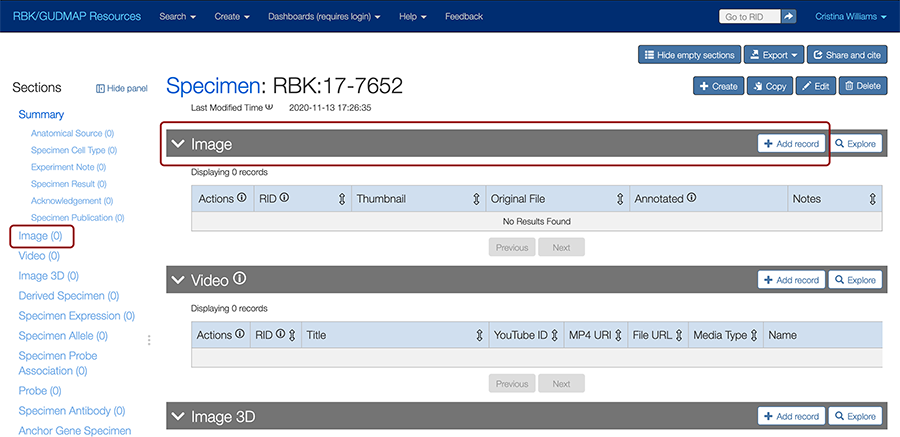 RBK/GUDMAP Resources Search Create Dashboards (requires login) Help Feedback Go to RID Cristina Williams
Hide empty sections Export Share and cite
Sections Hide panel
Specimen: RBK:17-7652 Create Copy Edit Delete
Last Modified Time 2020-11-13 17:26:35
Summary
Anatomical Source (0)
Specimen Cell Type (0)
Experiment Note (0)
Specimen Result (0)
Acknowledgement (0)
Specimen Publication (0)
Image (0)
Video (0)
Image 3D (0)
Derived Specimen (0)
Specimen Expression (0)
Specimen Allele (0)
Specimen Probe
Association (0)
Probe (0)
Specimen Antibody (0)
Anchor Gene Specimen
Image Add record Explore
Displaying 0 records
Actions RID Thumbnail Original File Annotated Notes
No Results Found
Previous Next
Video Add record Explore
Displaying 0 records
Actions RID Title YouTube ID MP4 URI File URL Media Type Name
Previous Next
Image 3D Add record Explore